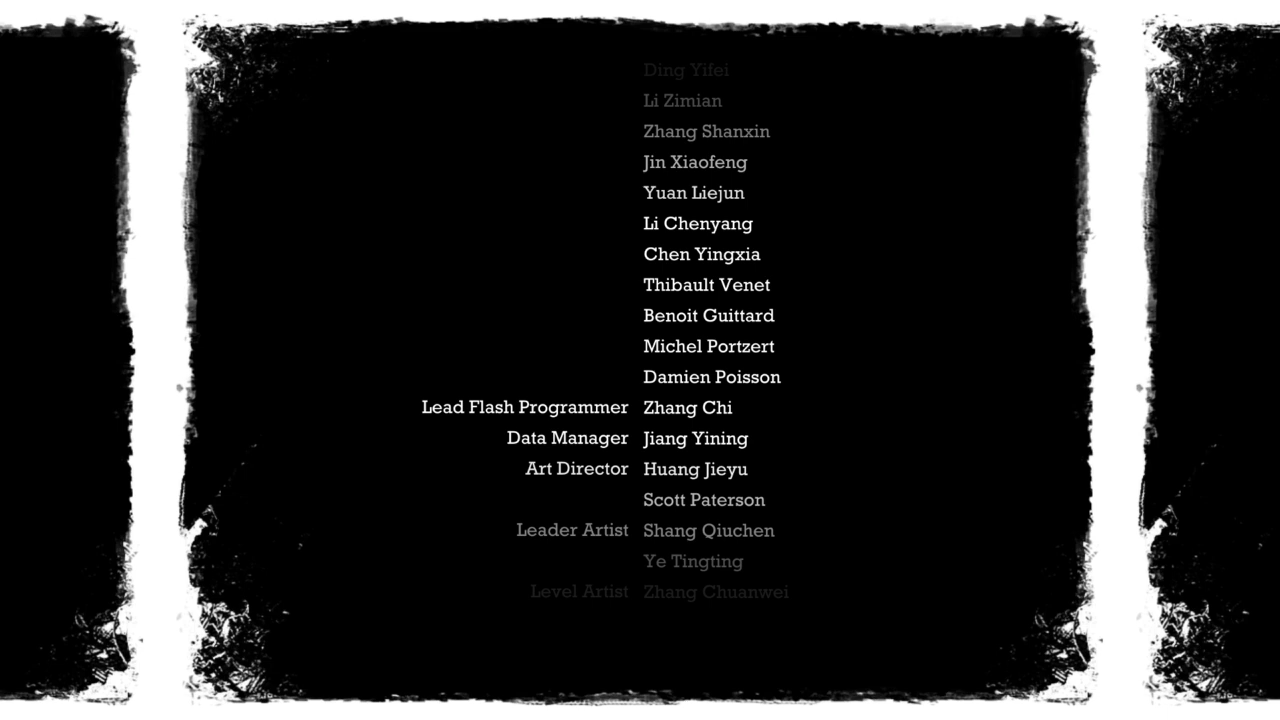 Ding Yifei
Li Zimian
Zhang Shanxin
Jin Xiaofeng
Yuan Liejun
Li Chenyang
Chen Yingxia
Thibault Venet
Benoit Guittard
Michel Portzert
Damien Poisson
Lead Flash Programmer Zhang Chi
Data Manager Jiang Yining
Art Director Huang Jieyu
Scott Paterson
Leader Artist Shang Qiuchen
Ye Tingting
Level Artist Zhang Chuanwei